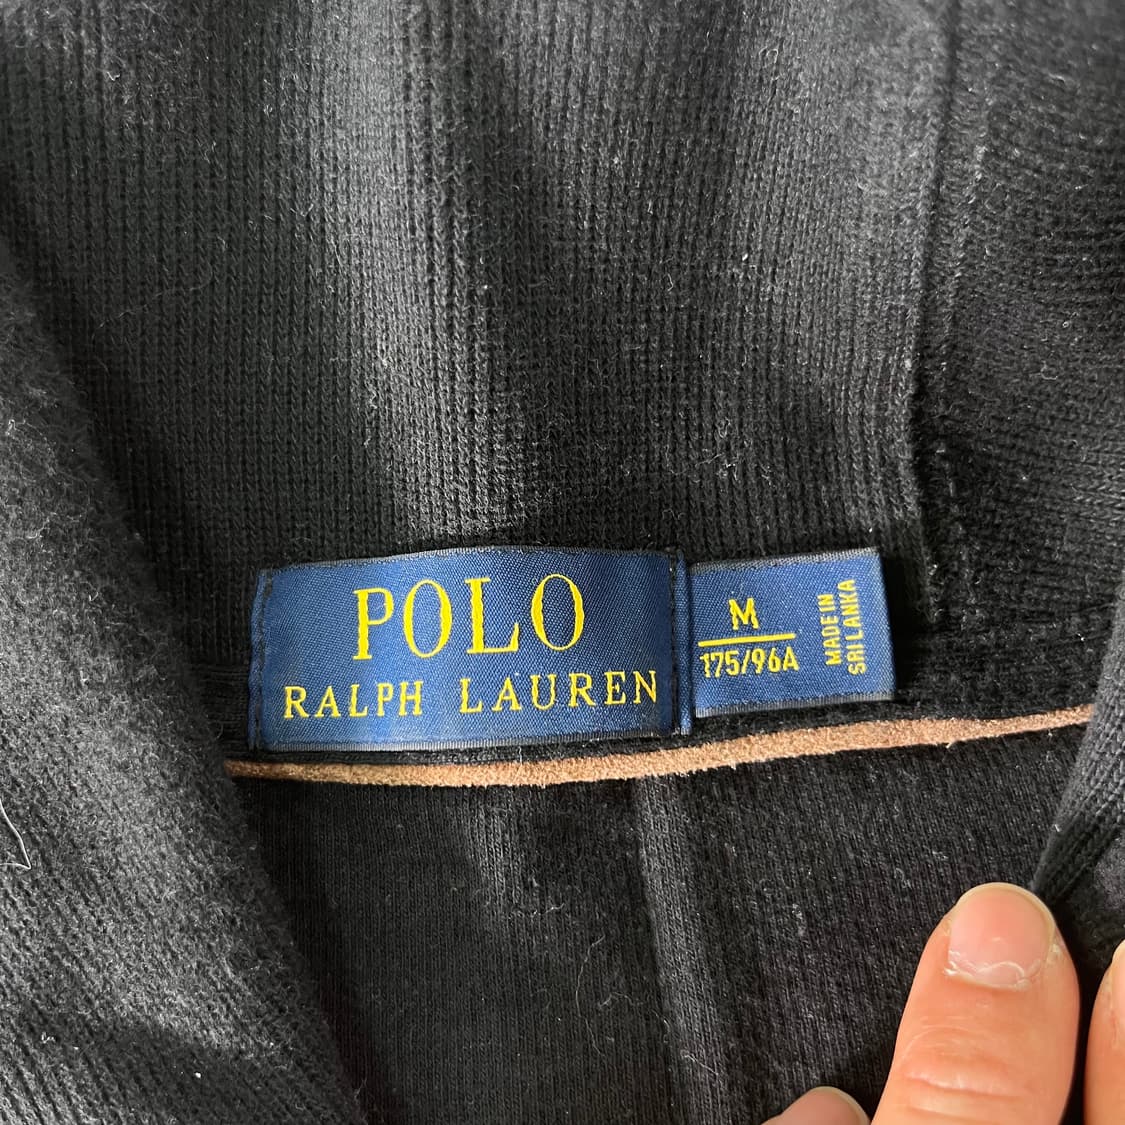 POLO
RALPH LAUREN
M
175/96A
MADE IN
SRI LANKA